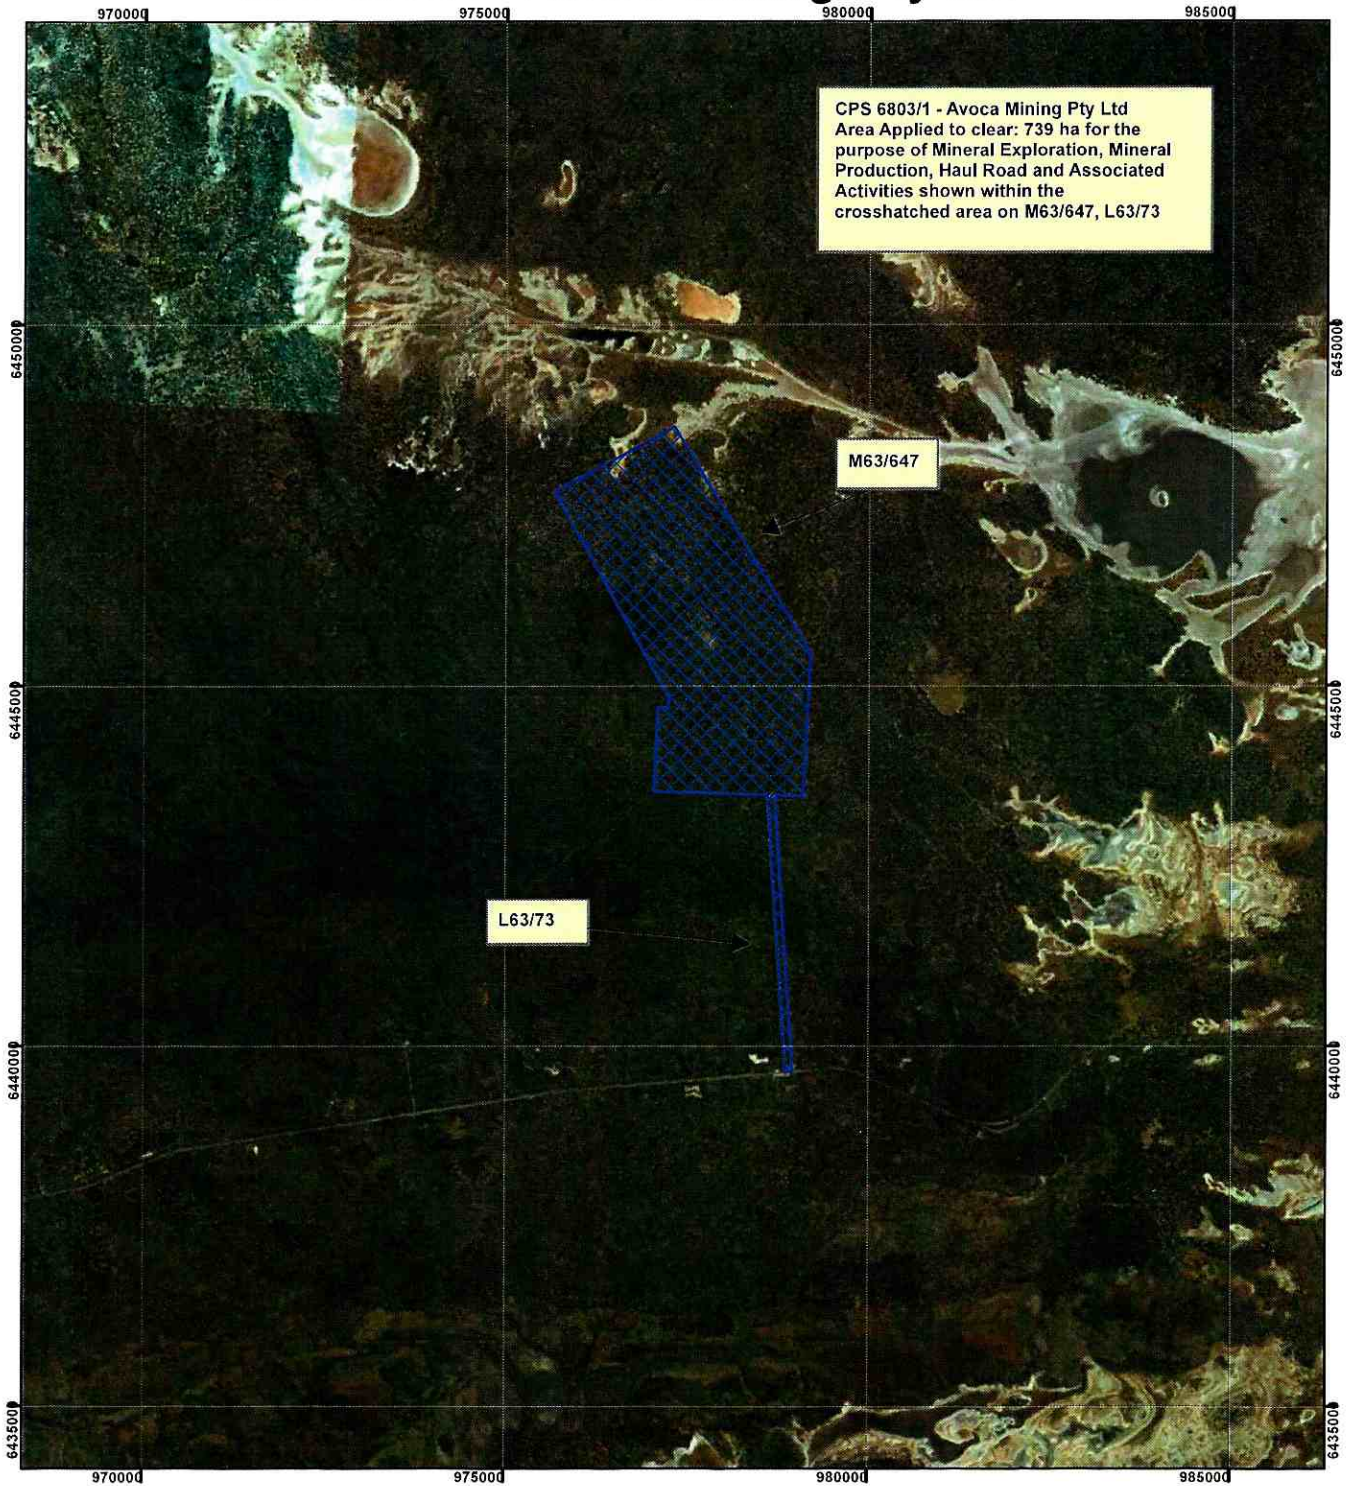 970000 975000 980000 985000
CPS 6803/1 - Avoca Mining Pty Ltd
Area Applied to clear: 739 ha for the
purpose of Mineral Exploration, Mineral
Production, Haul Road and Associated
Activities shown within the
crosshatched area on M63/647, L63/73
6450000 6450000
M63/647
6445000 6445000
L63/73
6440000 6440000
6435000 6435000
970000 975000 980000 985000